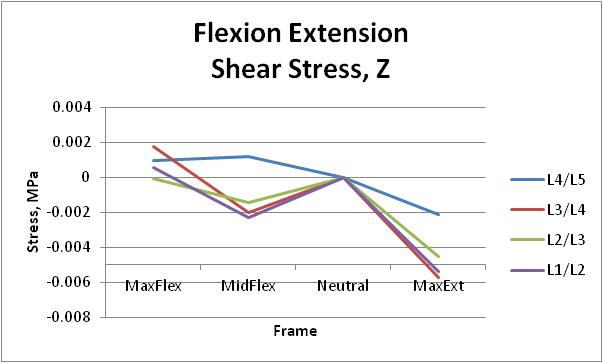 Flexion Extension
Shear Stress, Z
0.004
0.002
0
-0.002
-0.004
-0.006
-0.008
Stress, MPa
MaxFlex MidFlex Neutral MaxExt
Frame
L4/L5
L3/L4
L2/L3
L1/L2